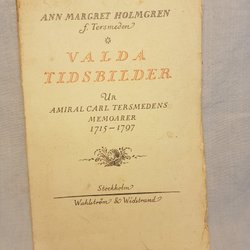 ANN MARGRET HOLMGREN
f. Tersmeden
VALDA
TIDSBILDER
UR
AMIRAL CARL TERSMEDENS
MEMOARER
1715-1797
Stockholm
Wahlström & Widstrand